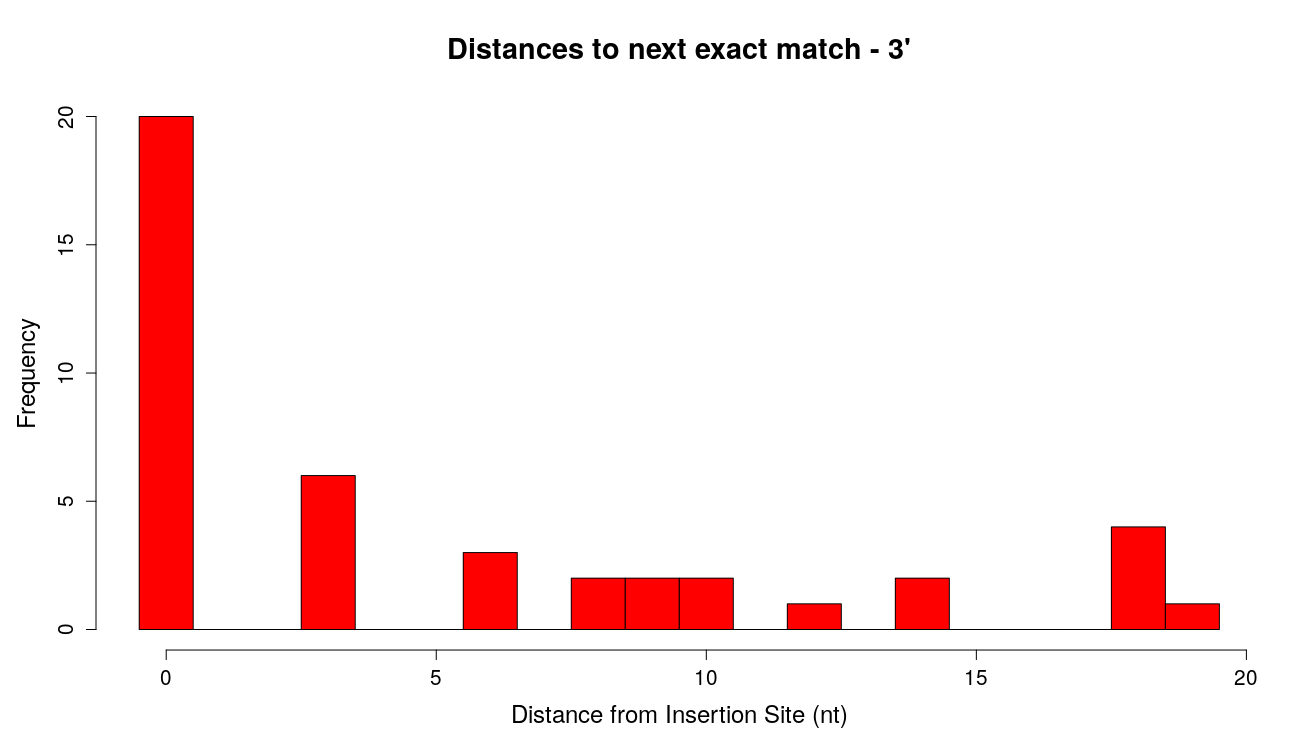 Distances to next exact match - 3'
Frequency
20
15
10
5
0
0 5 10 15 20
Distance from Insertion Site (nt)